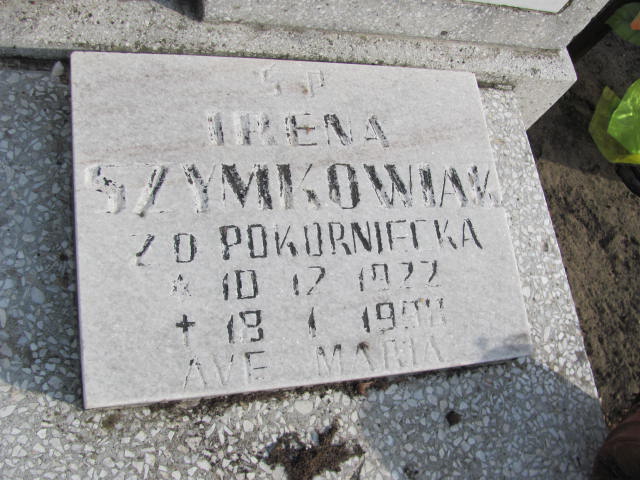 Ś P
IRENA
SZYMKOWIAK
Z D POKORNIECKA
* 10 12 1922
+ 18 1
AVE MARIA